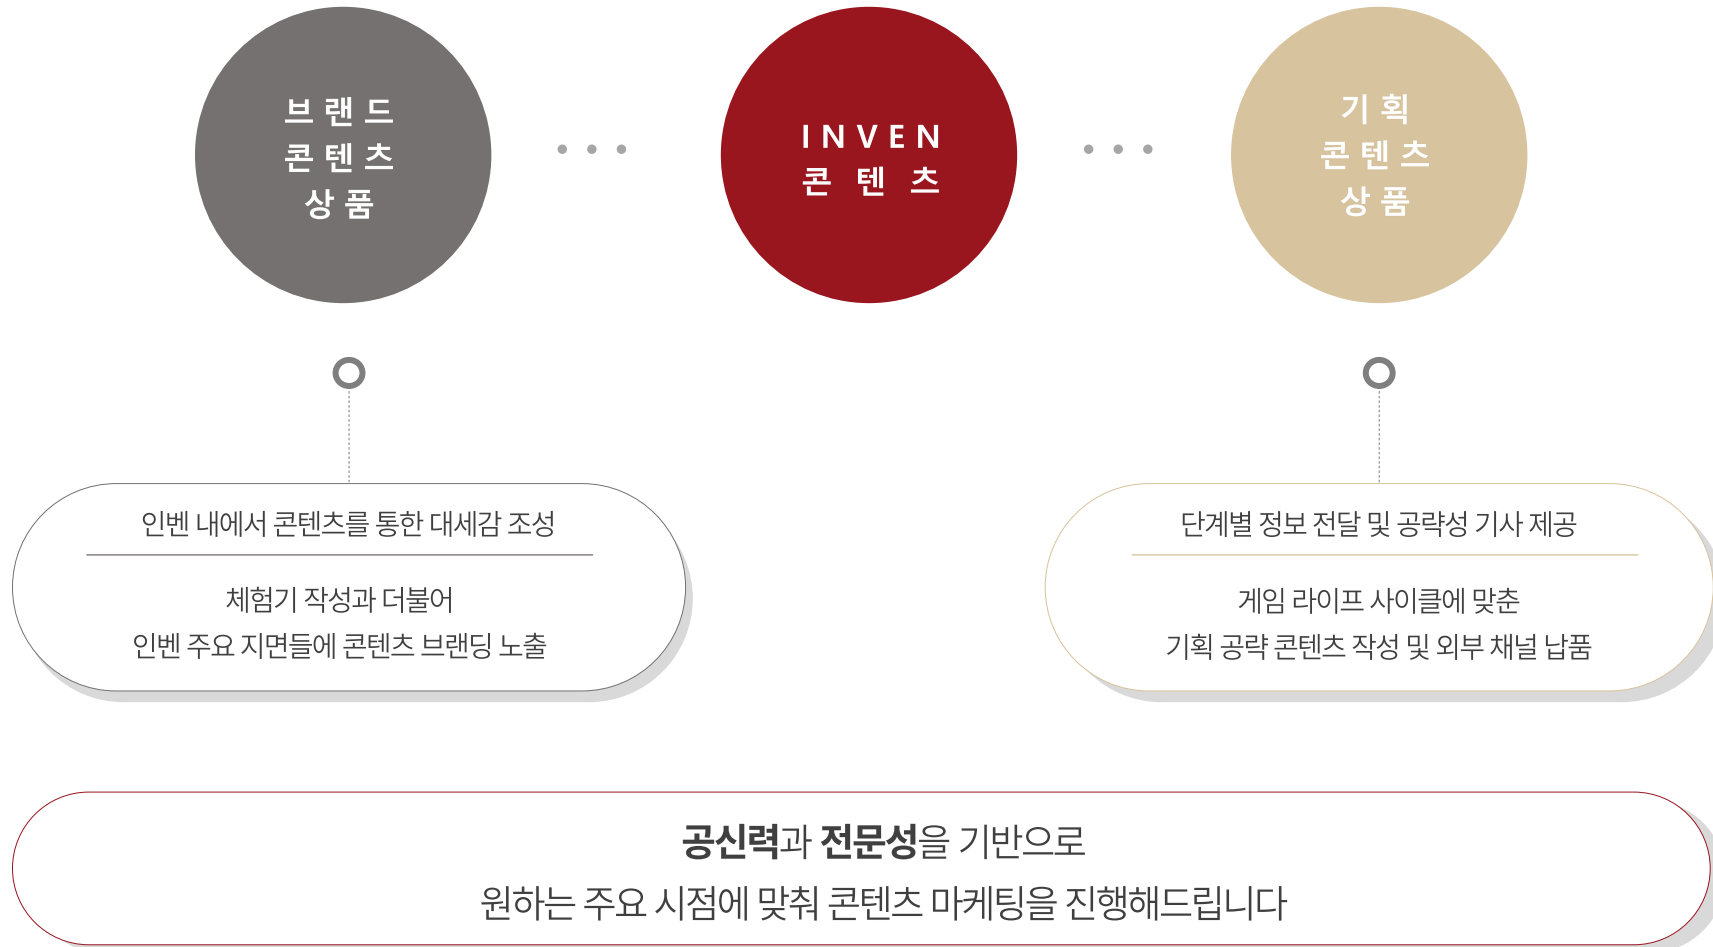 브랜드
콘텐츠
상품
INVEN
콘텐츠
기획
콘텐츠
상품
인벤 내에서 콘텐츠를 통한 대세감 조성
체험기 작성과 더불어
인벤 주요 지면들에 콘텐츠 브랜딩 노출
단계별 정보 전달 및 공략성 기사 제공
게임 라이프 사이클에 맞춘
기획 공략 콘텐츠 작성 및 외부 채널 납품
공신력과 전문성을 기반으로
원하는 주요 시점에 맞춰 콘텐츠 마케팅을 진행해드립니다